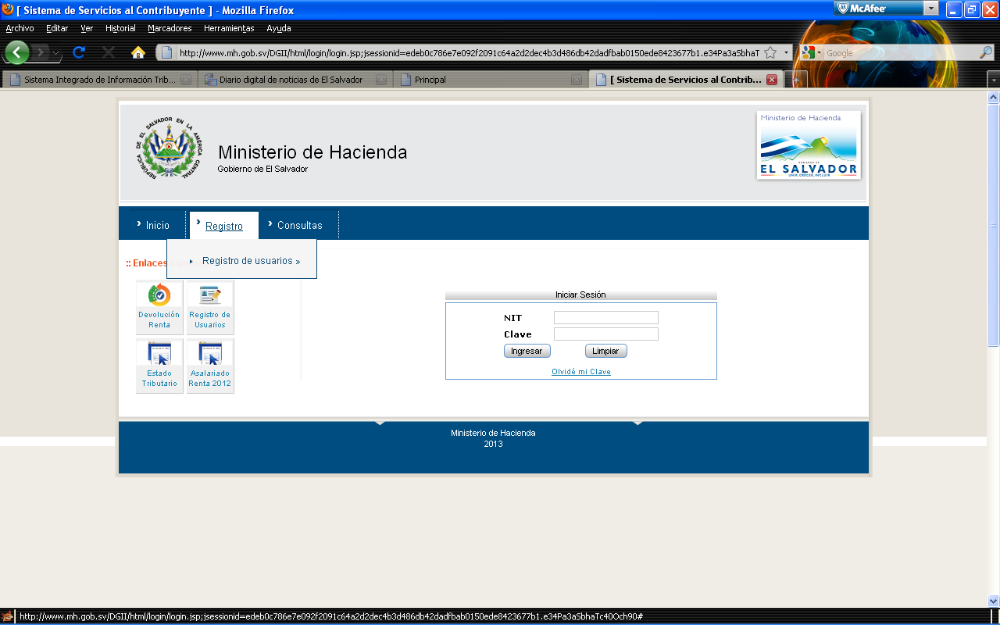 [ Sistema de Servicios al Contribuyente ] - Mozilla Firefox
McAfee
Archivo Editar Ver Historial Marcadores Herramientas Ayuda
http://www.mh.gob.sv/DGII/html/login/login.jsp;jsessionid=edeb0c786e7e092f2091c64a2d2dec4b3d486db42dadfbab0150ede8423677b1.e34Pa3aSbhaT
Google
Sistema Integrado de Información Trib...
Diario digital de noticias de El Salvador
Principal
[ Sistema de Servicios al Contrib...
REPÚBLICA DE EL SALVADOR EN LA AMÉRICA CENTRAL
Ministerio de Hacienda
Gobierno de El Salvador
Ministerio de Hacienda
GOBIERNO DE
EL SALVADOR
UNIR, CRECER, INCLUIR
Inicio
Registro
Consultas
Registro de usuarios »
:: Enlaces
Devolución
Renta
Registro de
Usuarios
Estado
Tributario
Asalariado
Renta 2012
Iniciar Sesión
NIT
Clave
Ingresar
Limpiar
Olvidé mi Clave
Ministerio de Hacienda
2013
http://www.mh.gob.sv/DGII/html/login/login.jsp;jsessionid=edeb0c786e7e092f2091c64a2d2dec4b3d486db42dadfbab0150ede8423677b1.e34Pa3aSbhaTc40Och90#